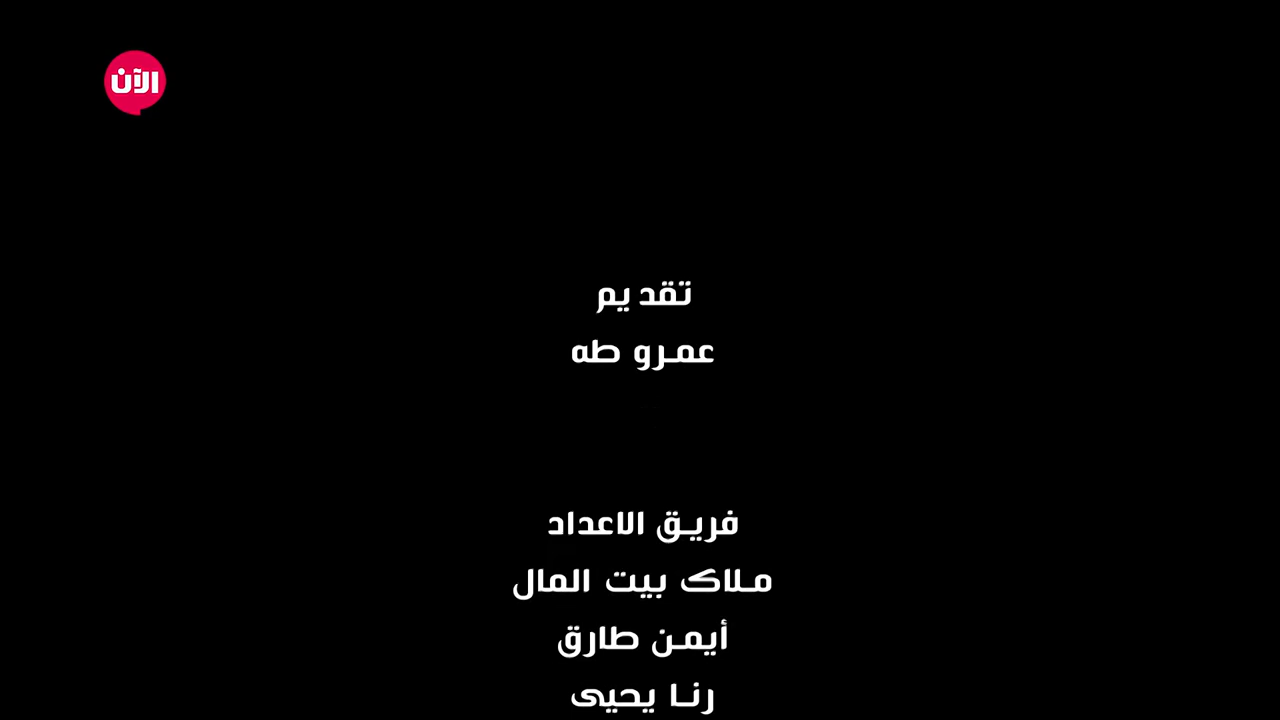 الآن
تقديم
عمرو طه
فريق الاعداد
ملاك بيت المال
أيمن طارق
رنا يحيى